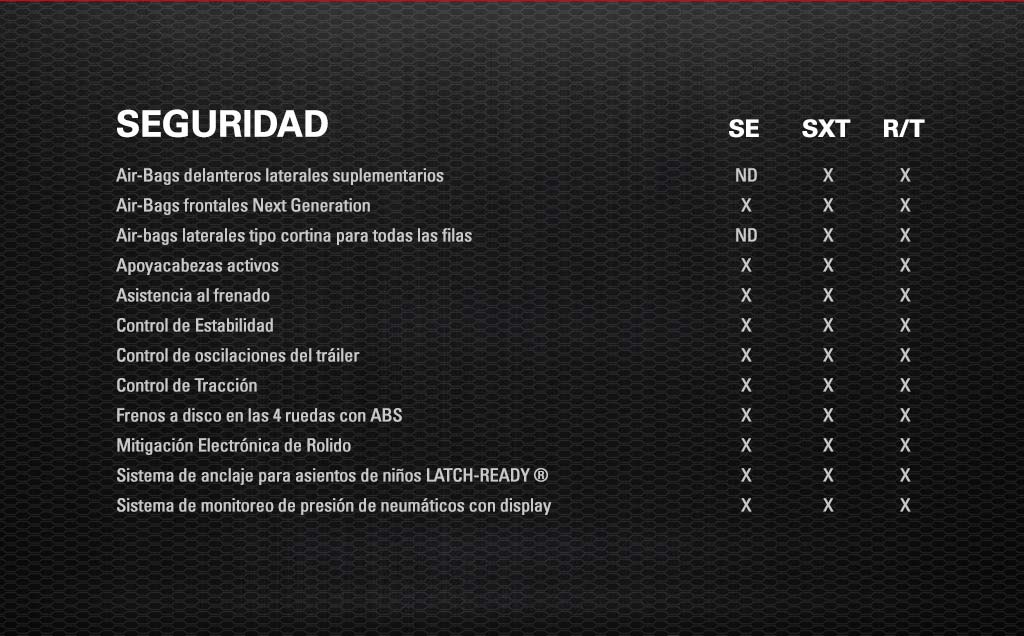 SEGURIDAD SE SXT R/T
Air-Bags delanteros laterales suplementarios ND X X
Air-Bags frontales Next Generation X X X
Air-bags laterales tipo cortina para todas las filas ND X X
Apoyacabezas activos X X X
Asistencia al frenado X X X
Control de Estabilidad X X X
Control de oscilaciones del tráiler X X X
Control de Tracción X X X
Frenos a disco en las 4 ruedas con ABS X X X
Mitigación Electrónica de Rolido X X X
Sistema de anclaje para asientos de niños LATCH-READY ® X X X
Sistema de monitoreo de presión de neumáticos con display X X X